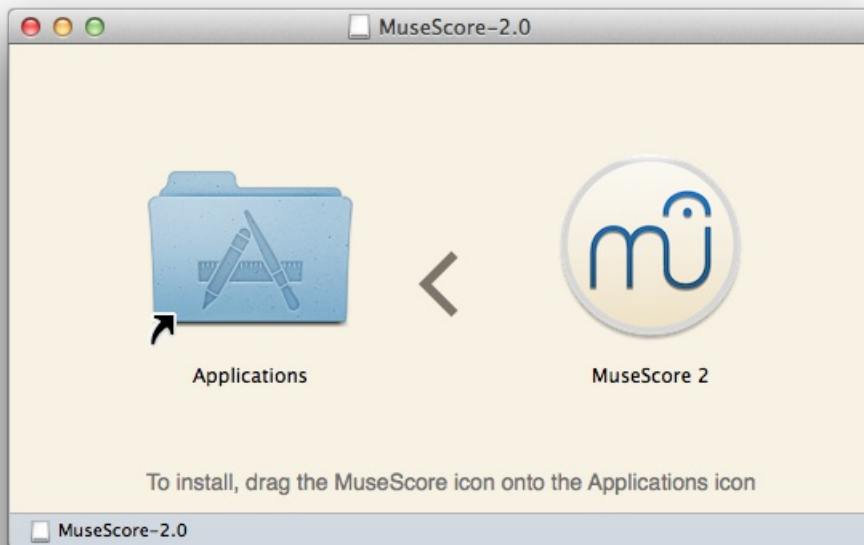 MuseScore-2.0
Applications
MuseScore 2
To install, drag the MuseScore icon onto the Applications icon
MuseScore-2.0